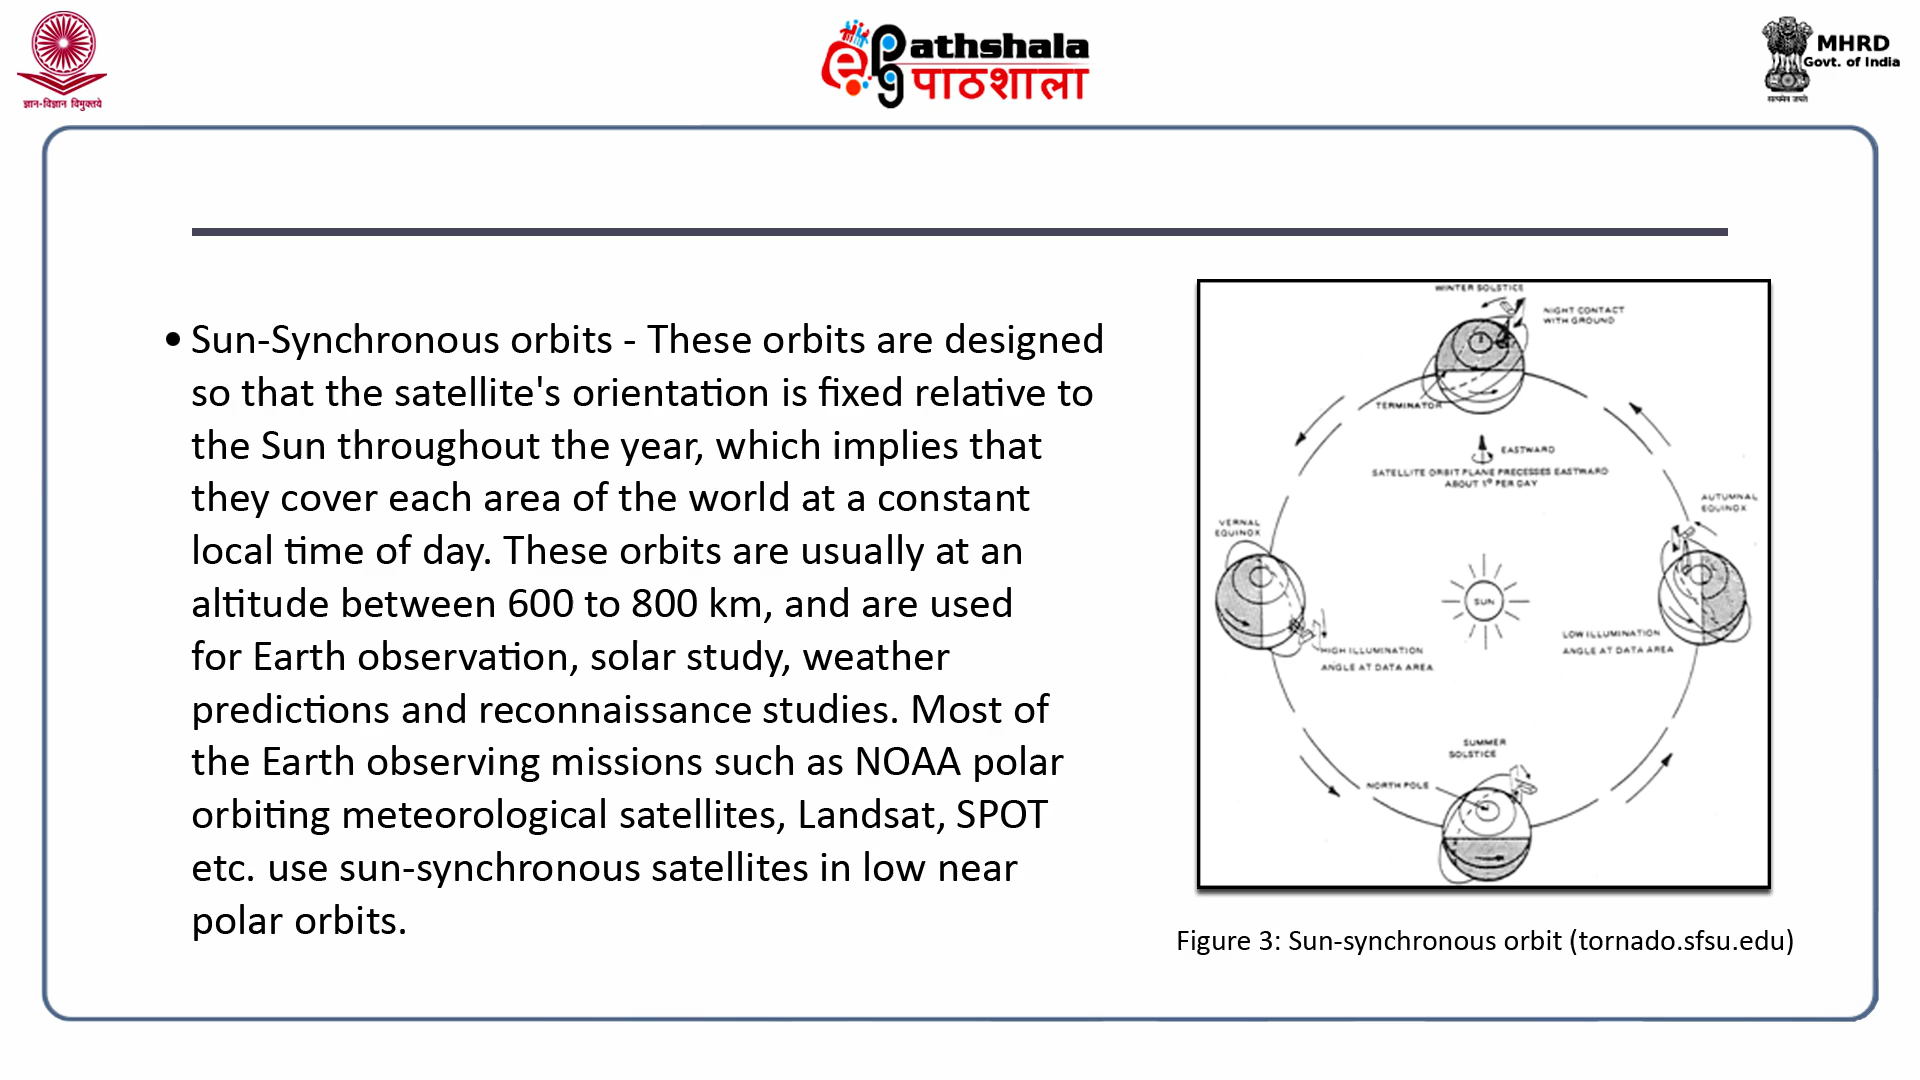 ज्ञान-विज्ञान विमुक्तये
ePG Pathshala
पाठशाला
MHRD
Govt. of India
सत्यमेव जयते
• Sun-Synchronous orbits - These orbits are designed
so that the satellite's orientation is fixed relative to
the Sun throughout the year, which implies that
they cover each area of the world at a constant
local time of day. These orbits are usually at an
altitude between 600 to 800 km, and are used
for Earth observation, solar study, weather
predictions and reconnaissance studies. Most of
the Earth observing missions such as NOAA polar
orbiting meteorological satellites, Landsat, SPOT
etc. use sun-synchronous satellites in low near
polar orbits.
WINTER SOLSTICE
NIGHT CONTACT
WITH GROUND
TERMINATOR
EASTWARD
SATELLITE ORBIT PLANE PRECESSES EASTWARD
ABOUT 1° PER DAY
AUTUMNAL
EQUINOX
VERNAL
EQUINOX
SUN
LOW ILLUMINATION
ANGLE AT DATA AREA
HIGH ILLUMINATION
ANGLE AT DATA AREA
SUMMER
SOLSTICE
NORTH POLE
Figure 3: Sun-synchronous orbit (tornado.sfsu.edu)